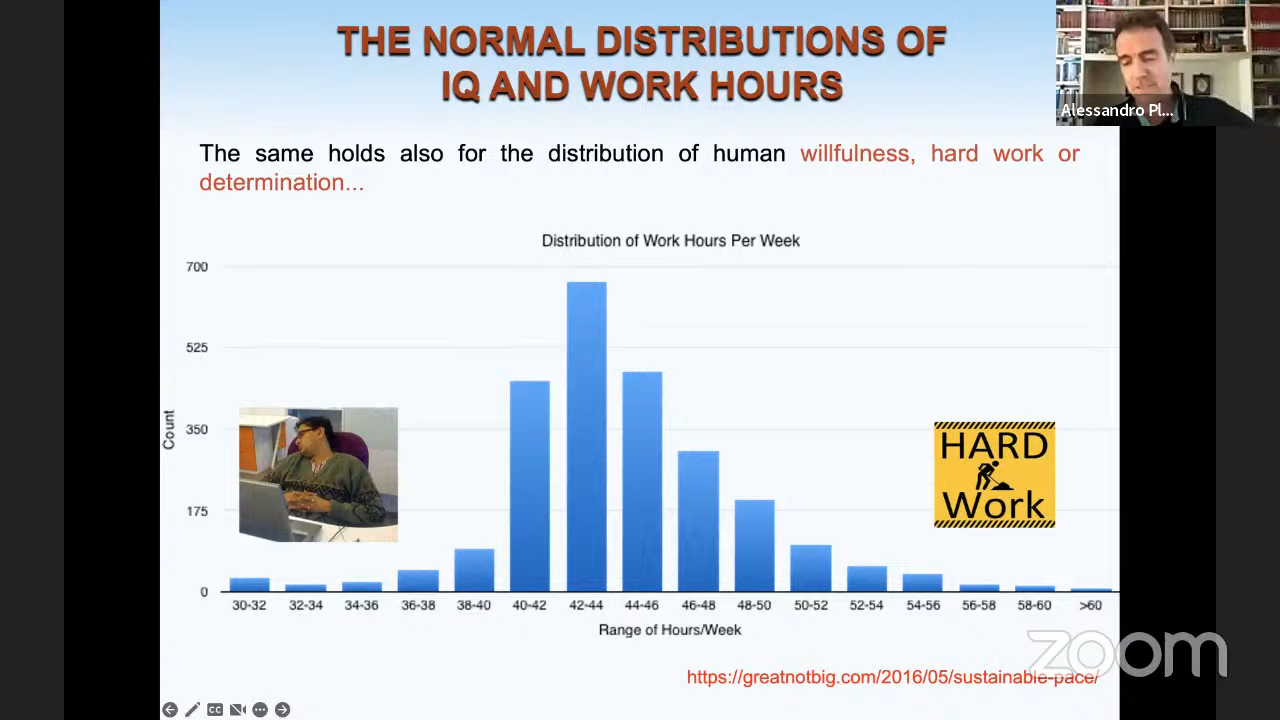 THE NORMAL DISTRIBUTIONS OF
IQ AND WORK HOURS
Alessandro Pl...
The same holds also for the distribution of human willfulness, hard work or
determination...
Distribution of Work Hours Per Week
700
525
350
175
0
Count
HARD
Work
30-32 32-34 34-36 36-38 38-40 40-42 42-44 44-46 46-48 48-50 50-52 52-54 54-56 56-58 58-60 >60
Range of Hours/Week
zoom
https://greatnotbig.com/2016/05/sustainable-pace/
CC